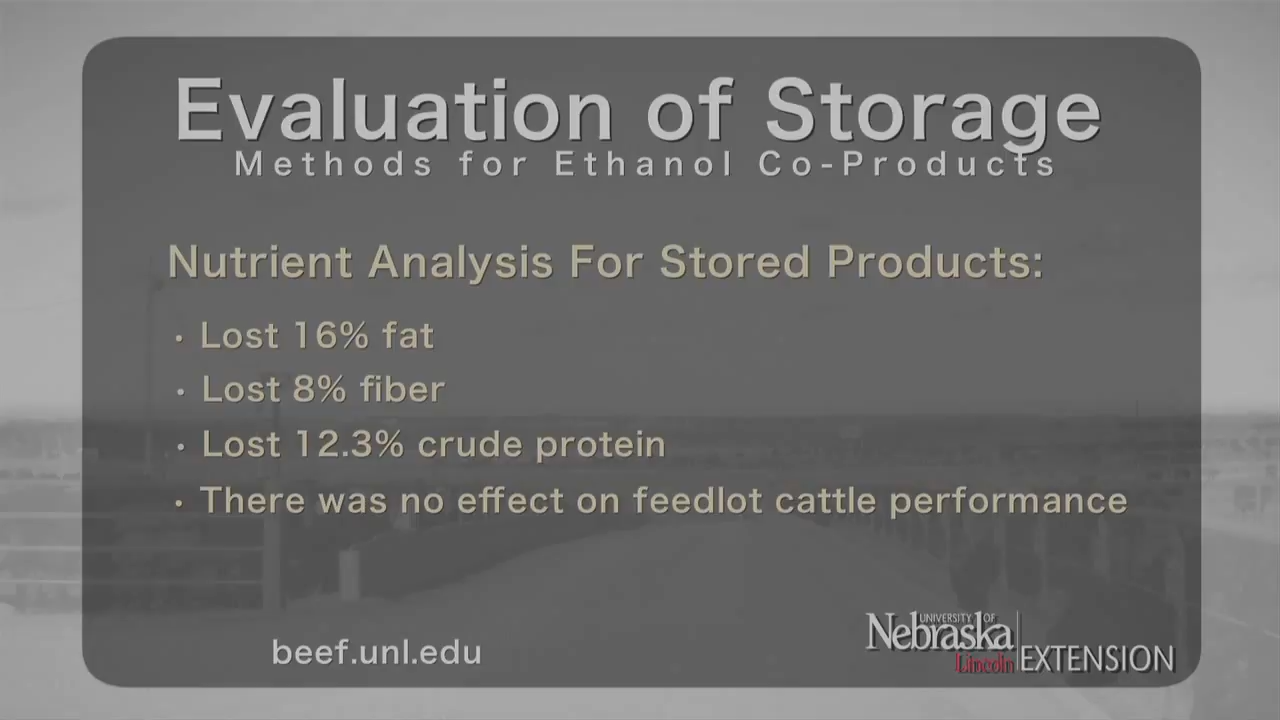 Evaluation of Storage
Methods for Ethanol Co-Products
Nutrient Analysis For Stored Products:
• Lost 16% fat
• Lost 8% fiber
• Lost 12.3% crude protein
• There was no effect on feedlot cattle performance
beef.unl.edu
UNIVERSITY OF
Nebraska
Lincoln EXTENSION